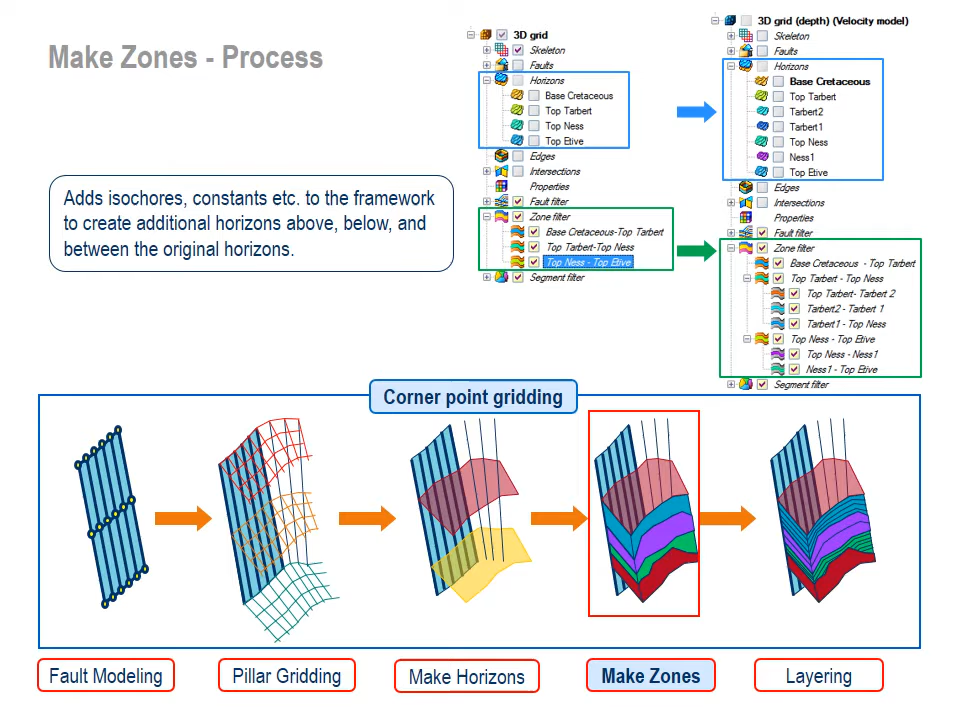 Make Zones - Process
Adds isochores, constants etc. to the framework
to create additional horizons above, below, and
between the original horizons.
3D grid
Skeleton
Faults
Horizons
Base Cretaceous
Top Tarbert
Top Ness
Top Etive
Edges
Intersections
Properties
Fault filter
Zone filter
Base Cretaceous-Top Tarbert
Top Tarbert-Top Ness
Top Ness - Top Etive
Segment filter
3D grid (depth) (Velocity model)
Skeleton
Faults
Horizons
Base Cretaceous
Top Tarbert
Tarbert2
Tarbert1
Top Ness
Ness1
Top Etive
Edges
Intersections
Properties
Fault filter
Zone filter
Base Cretaceous - Top Tarbert
Top Tarbert - Top Ness
Top Tarbert- Tarbert 2
Tarbert2 - Tarbert 1
Tarbert1 - Top Ness
Top Ness - Top Etive
Top Ness - Ness1
Ness1 - Top Etive
Segment filter
Corner point gridding
Fault Modeling
Pillar Gridding
Make Horizons
Make Zones
Layering